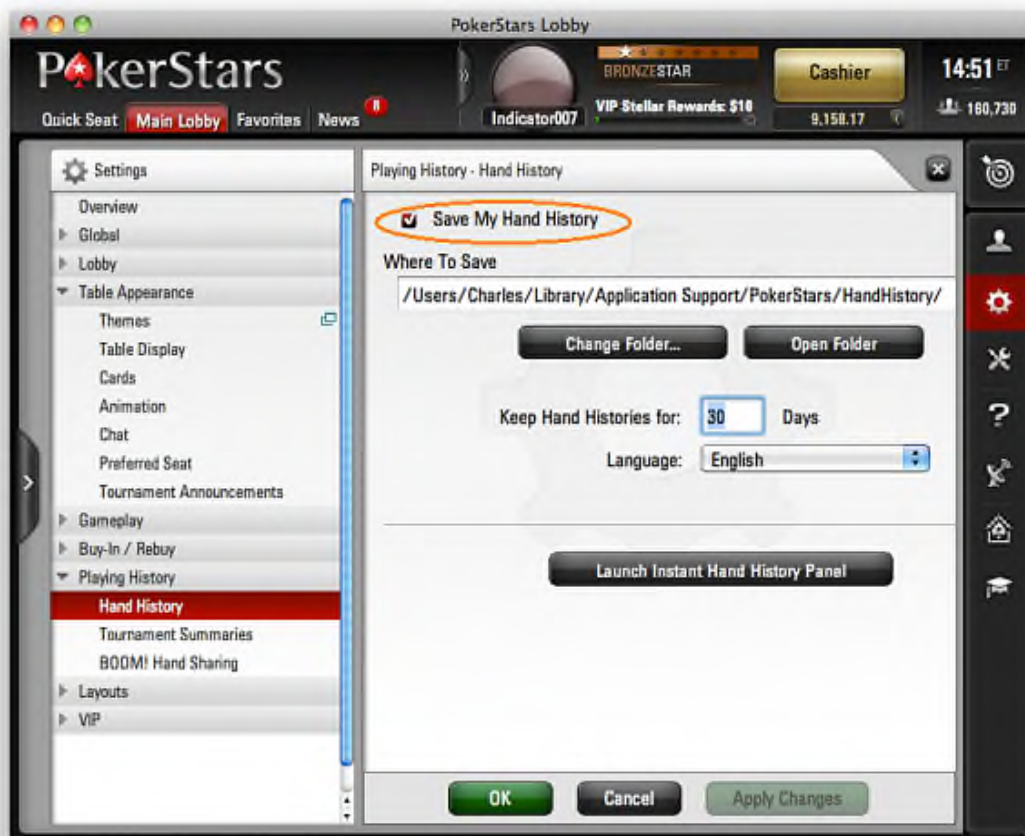 PokerStars Lobby
PokerStars
BRONZESTAR
Cashier
14:51 ET
VIP Stellar Rewards: $10
160,730
Quick Seat Main Lobby Favorites News
Indicator007
9,158.17
Settings
Overview
Global
Lobby
Table Appearance
Themes
Table Display
Cards
Animation
Chat
Preferred Seat
Tournament Announcements
Gameplay
Buy-In / Rebuy
Playing History
Hand History
Tournament Summaries
BOOM! Hand Sharing
Layouts
VIP
Playing History - Hand History
Save My Hand History
Where To Save
/Users/Charles/Library/Application Support/PokerStars/HandHistory/
Change Folder... Open Folder
Keep Hand Histories for: 30 Days
Language: English
Launch Instant Hand History Panel
OK Cancel Apply Changes